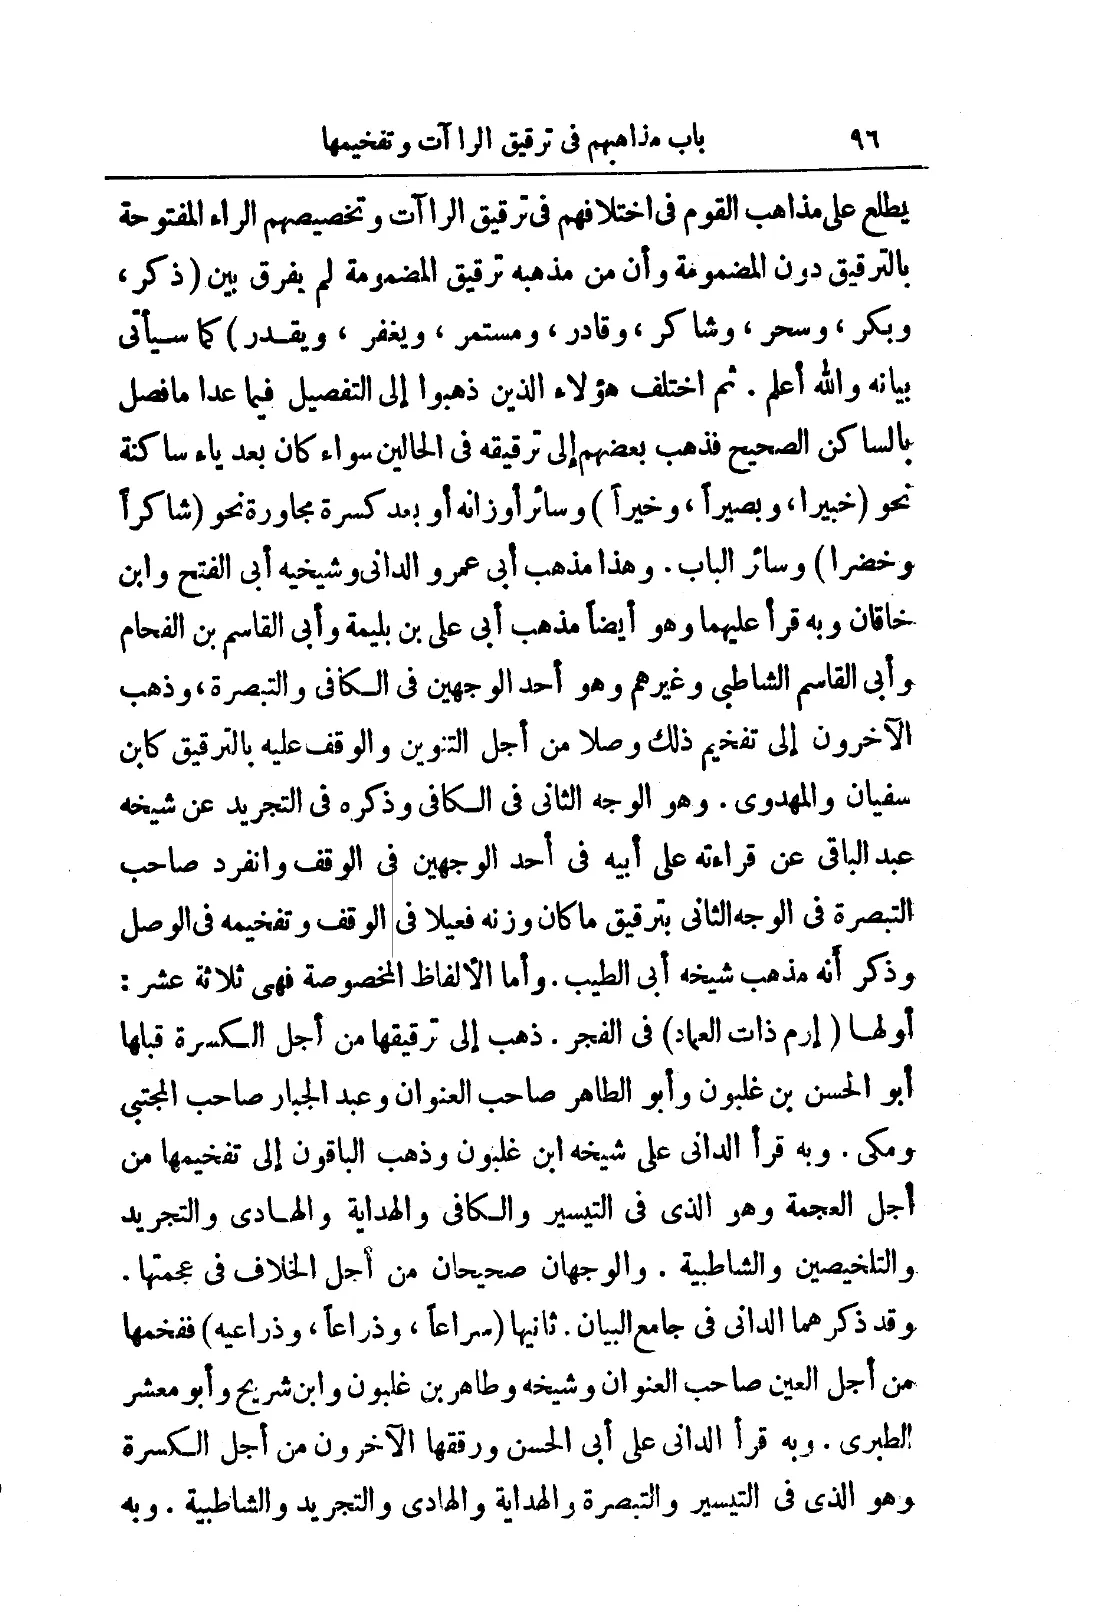 ٩٦ باب مذاهبهم فى ترقيق الراآت وتفخيمها
يطلع على مذاهب القوم فى اختلافهم فى ترقيق الراآت وتخصيصهم الراء المفتوحة
بالترقيق دون المضمومة وأن من مذهبه ترقيق المضمومة لم يفرق بين (ذكر،
وبكر، وسحر، وشاكر، وقادر، ومستمر، ويغفر، ويقـدر) كما سـيأتى
بيانه والله أعلم. ثم اختلف هؤلاء الذين ذهبوا إلى التفصيل فيما عدا مافصل
بالساكن الصحيح فذهب بعضهم إلى ترقيقه فى الحالين سواء كان بعد ياء ساكنة
نحو (خبيرا، وبصيراً، وخيراً) وسائر أوزانه أو بعد كسرة مجاورة نحو (شاكراً
وخضرا) وسائر الباب. وهذا مذهب أبى عمرو الدانى وشيخيه أبى الفتح وابن
خاقان وبه قرأ عليهما وهو أيضاً مذهب أبى على بن بليمة وأبى القاسم بن الفحام
وأبى القاسم الشاطبى وغيرهم وهو أحد الوجهين فى الـكافى والتبصرة، وذهب
الآخرون إلى تفخيم ذلك وصلا من أجل التنوين والوقف عليه بالترقيق كابن
سفيان والمهدوى. وهو الوجه الثانى فى الـكافى وذكره فى التجريد عن شيخه
عبد الباقى عن قراءته على أبيه فى أحد الوجهين فى الوقف وانفرد صاحب
التبصرة فى الوجه الثانى بترقيق ماكان وزنه فعيلا فى الوقف وتفخيمه فى الوصل
وذكر أنه مذهب شيخه أبى الطيب. وأما الألفاظ المخصوصة فهى ثلاثة عشر:
أولهـا (إرم ذات العماد) فى الفجر. ذهب إلى ترقيقها من أجل الـكسرة قبلها
أبو الحسن بن غلبون وأبو الطاهر صاحب العنوان وعبد الجبار صاحب المجتبى
ومكى. وبه قرأ الدانى على شيخه ابن غلبون وذهب الباقون إلى تفخيمها من
أجل العجمة وهو الذى فى التيسير والـكافى والهداية والهـادى والتجريد
والتلخيصين والشاطبية. والوجهان صحيحان من أجل الخلاف فى عجمتها.
وقد ذكرهما الدانى فى جامع البيان. ثانيها (سراعاً، وذراعاً، وذراعيه) ففخمها
من أجل العين صاحب العنوان وشيخه وطاهر بن غلبون وابن شريح وأبو معشر
الطبرى. وبه قرأ الدانى على أبى الحسن ورققها الآخرون من أجل الـكسرة
وهو الذى فى التيسير والتبصرة والهداية والهادى والتجريد والشاطبية. وبه